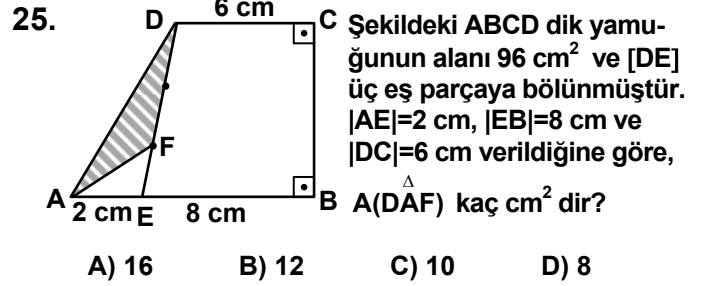 25.
6 cm
D
C
F
A
2 cm
E
8 cm
B
Şekildeki ABCD dik yamu-
ğunun alanı 96 cm² ve [DE]
üç eş parçaya bölünmüştür.
|AE|=2 cm, |EB|=8 cm ve
|DC|=6 cm verildiğine göre,
Δ
A(DAF) kaç cm² dir?
A) 16 B) 12 C) 10 D) 8